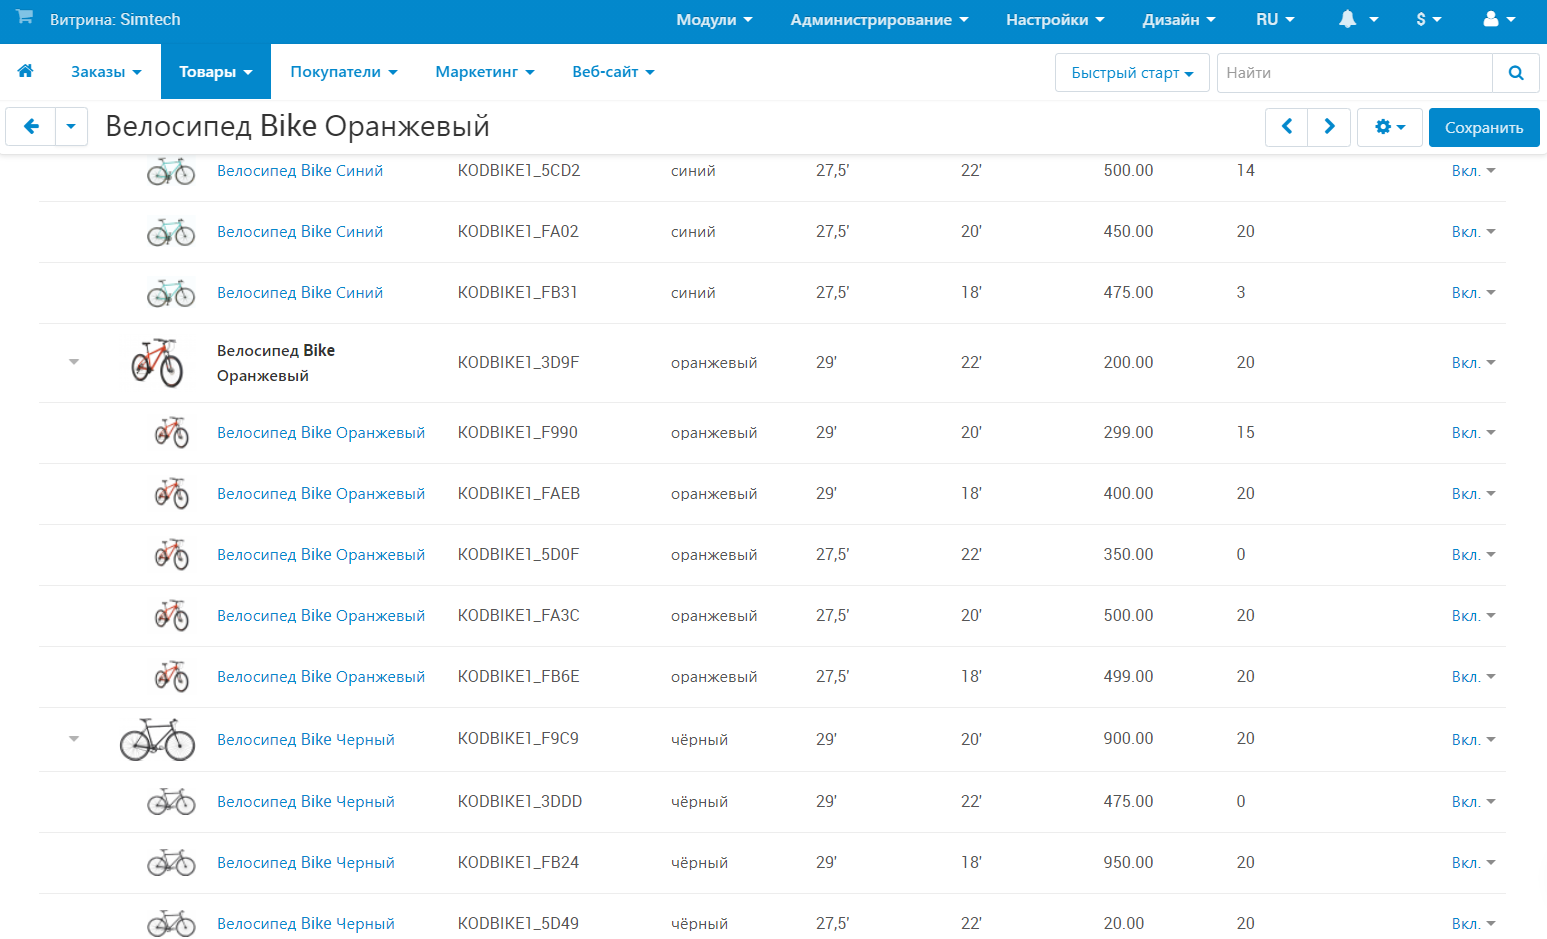 Витрина: Simtech Модули Администрирование Настройки Дизайн RU $
Заказы Товары Покупатели Маркетинг Веб-сайт Быстрый старт Найти
Велосипед Bike Оранжевый Сохранить
Велосипед Bike Синий KODBIKE1_5CD2 синий 27,5' 22' 500.00 14 Вкл.
Велосипед Bike Синий KODBIKE1_FA02 синий 27,5' 20' 450.00 20 Вкл.
Велосипед Bike Синий KODBIKE1_FB31 синий 27,5' 18' 475.00 3 Вкл.
Велосипед Bike
Оранжевый KODBIKE1_3D9F оранжевый 29' 22' 200.00 20 Вкл.
Велосипед Bike Оранжевый KODBIKE1_F990 оранжевый 29' 20' 299.00 15 Вкл.
Велосипед Bike Оранжевый KODBIKE1_FAEB оранжевый 29' 18' 400.00 20 Вкл.
Велосипед Bike Оранжевый KODBIKE1_5D0F оранжевый 27,5' 22' 350.00 0 Вкл.
Велосипед Bike Оранжевый KODBIKE1_FA3C оранжевый 27,5' 20' 500.00 20 Вкл.
Велосипед Bike Оранжевый KODBIKE1_FB6E оранжевый 27,5' 18' 499.00 20 Вкл.
Велосипед Bike Черный KODBIKE1_F9C9 чёрный 29' 20' 900.00 20 Вкл.
Велосипед Bike Черный KODBIKE1_3DDD чёрный 29' 22' 475.00 0 Вкл.
Велосипед Bike Черный KODBIKE1_FB24 чёрный 29' 18' 950.00 20 Вкл.
Велосипед Bike Черный KODBIKE1_5D49 чёрный 27,5' 22' 20.00 20 Вкл.